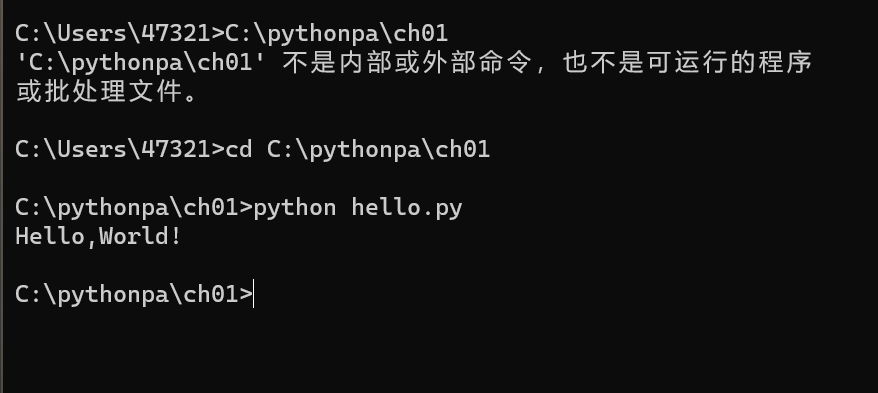 C:\Users\47321>C:\pythonpa\ch01
'C:\pythonpa\ch01' 不是内部或外部命令，也不是可运行的程序
或批处理文件。
C:\Users\47321>cd C:\pythonpa\ch01
C:\pythonpa\ch01>python hello.py
Hello,World!
C:\pythonpa\ch01>